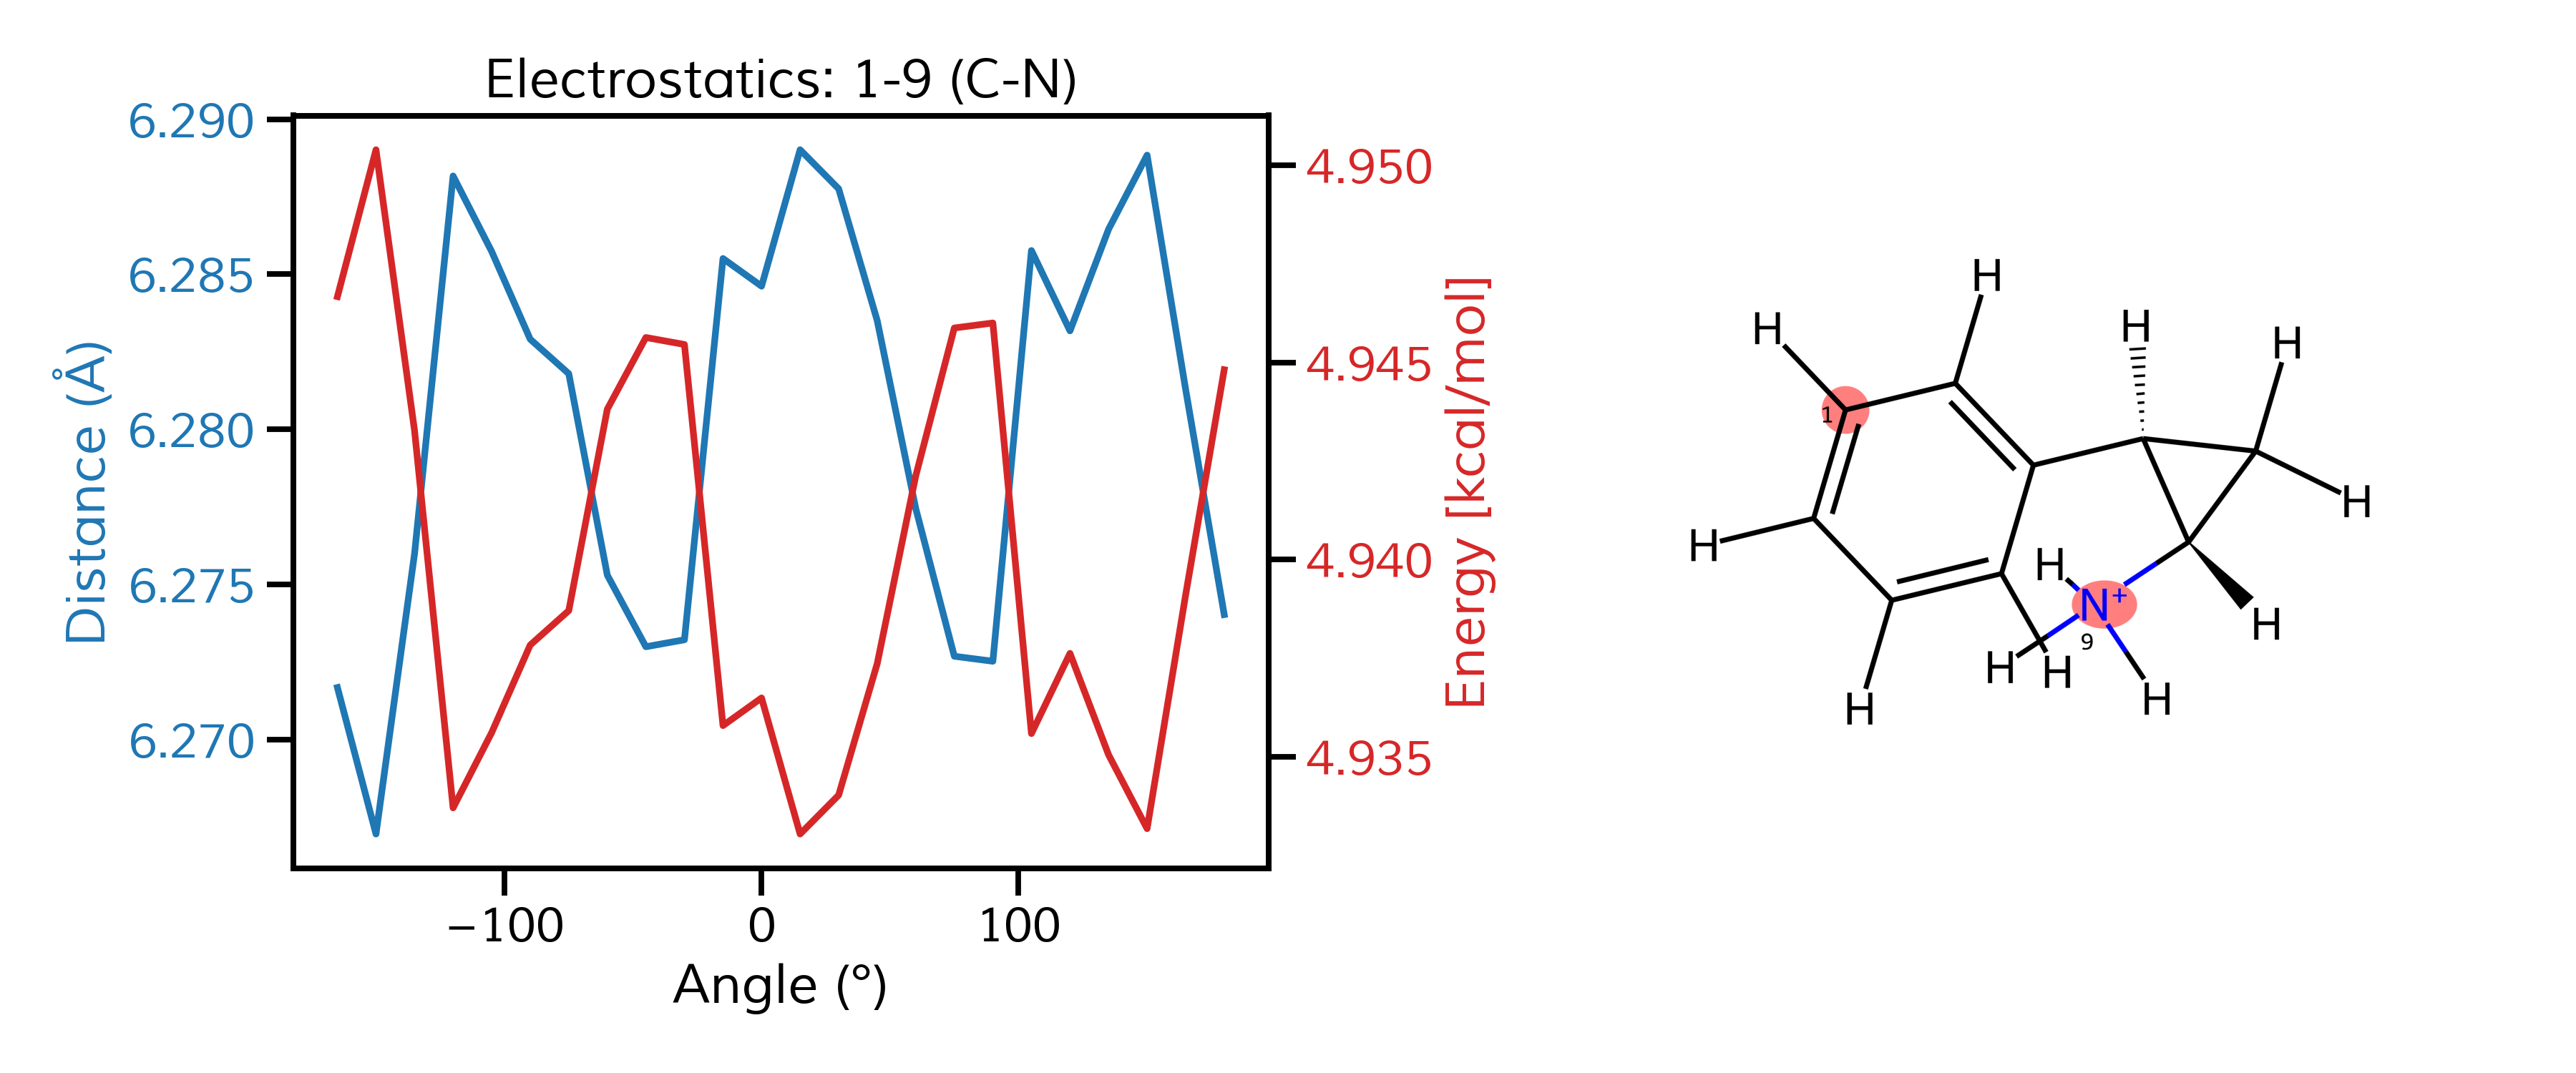 Electrostatics: 1-9 (C-N)
6.290
6.285
6.280
6.275
6.270
Distance (Å)
4.950
4.945
4.940
4.935
Energy [kcal/mol]
−100
0
100
Angle (°)
H
H
H
H
1
H
H
H
N+
9
H
H
H
H
H